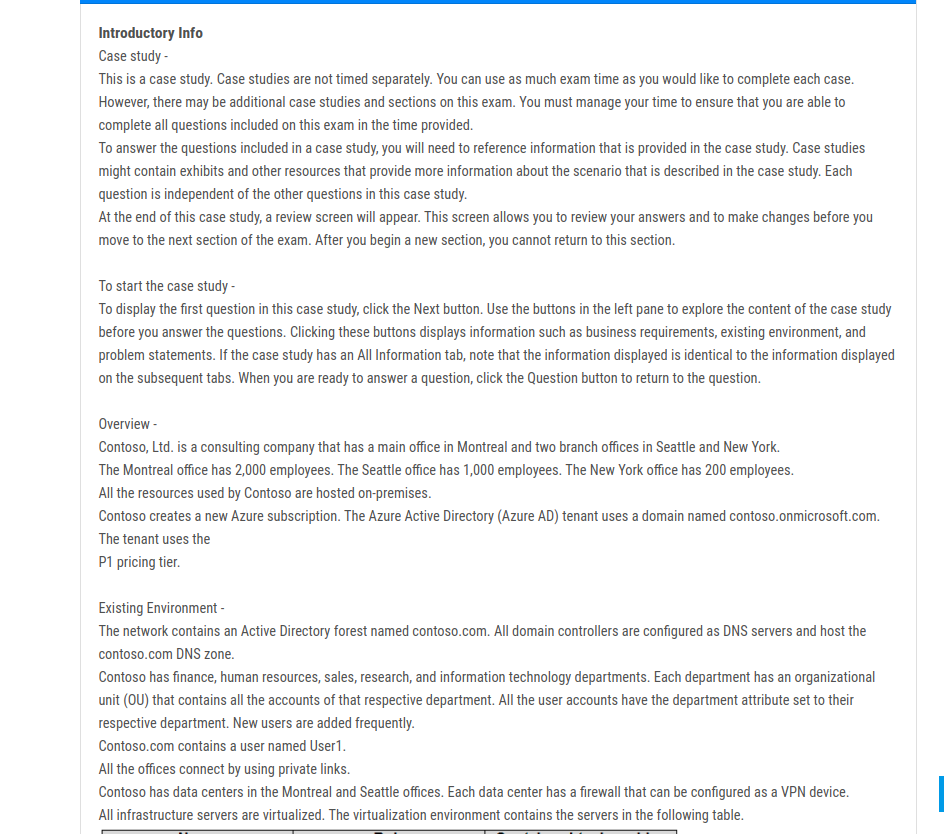 Introductory Info
Case study -
This is a case study. Case studies are not timed separately. You can use as much exam time as you would like to complete each case.
However, there may be additional case studies and sections on this exam. You must manage your time to ensure that you are able to
complete all questions included on this exam in the time provided.
To answer the questions included in a case study, you will need to reference information that is provided in the case study. Case studies
might contain exhibits and other resources that provide more information about the scenario that is described in the case study. Each
question is independent of the other questions in this case study.
At the end of this case study, a review screen will appear. This screen allows you to review your answers and to make changes before you
move to the next section of the exam. After you begin a new section, you cannot return to this section.
To start the case study -
To display the first question in this case study, click the Next button. Use the buttons in the left pane to explore the content of the case study
before you answer the questions. Clicking these buttons displays information such as business requirements, existing environment, and
problem statements. If the case study has an All Information tab, note that the information displayed is identical to the information displayed
on the subsequent tabs. When you are ready to answer a question, click the Question button to return to the question.
Overview -
Contoso, Ltd. is a consulting company that has a main office in Montreal and two branch offices in Seattle and New York.
The Montreal office has 2,000 employees. The Seattle office has 1,000 employees. The New York office has 200 employees.
All the resources used by Contoso are hosted on-premises.
Contoso creates a new Azure subscription. The Azure Active Directory (Azure AD) tenant uses a domain named contoso.onmicrosoft.com.
The tenant uses the
P1 pricing tier.
Existing Environment -
The network contains an Active Directory forest named contoso.com. All domain controllers are configured as DNS servers and host the
contoso.com DNS zone.
Contoso has finance, human resources, sales, research, and information technology departments. Each department has an organizational
unit (OU) that contains all the accounts of that respective department. All the user accounts have the department attribute set to their
respective department. New users are added frequently.
Contoso.com contains a user named User1.
All the offices connect by using private links.
Contoso has data centers in the Montreal and Seattle offices. Each data center has a firewall that can be configured as a VPN device.
All infrastructure servers are virtualized. The virtualization environment contains the servers in the following table.